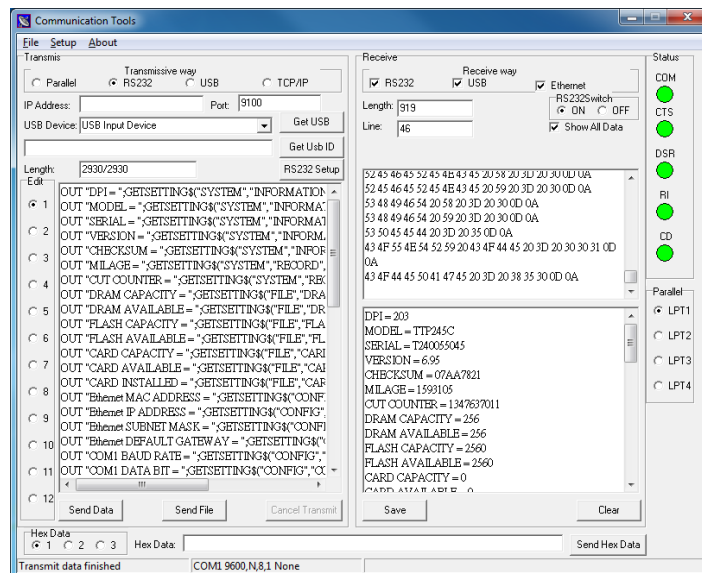 Communication Tools
File Setup About
Transmis
Transmissive way
Parallel RS232 USB TCP/IP
IP Address: Port: 9100
USB Device: USB Input Device Get USB
Get Usb ID
Length: 2930/2930 RS232 Setup
Edit
1
2
3
4
5
6
7
8
9
10
11
12
OUT "DPI = ";GETSETTING$("SYSTEM","INFORMATION
OUT "MODEL = ";GETSETTING$("SYSTEM","INFORMA
OUT "SERIAL = ";GETSETTING$("SYSTEM","INFORMA
OUT "VERSION = ";GETSETTING$("SYSTEM","INFORM
OUT "CHECKSUM = ";GETSETTING$("SYSTEM","INFOR
OUT "MILAGE = ";GETSETTING$("SYSTEM","RECORD",
OUT "CUT COUNTER = ";GETSETTING$("SYSTEM","REC
OUT "DRAM CAPACITY = ";GETSETTING$("FILE","DRA
OUT "DRAM AVAILABLE = ";GETSETTING$("FILE","DR
OUT "FLASH CAPACITY = ";GETSETTING$("FILE","FLA
OUT "FLASH AVAILABLE = ";GETSETTING$("FILE","FL
OUT "CARD CAPACITY = ";GETSETTING$("FILE","CARI
OUT "CARD AVAILABLE = ";GETSETTING$("FILE","CA
OUT "CARD INSTALLED = ";GETSETTING$("FILE","CAF
OUT "Ethernet MAC ADDRESS = ";GETSETTING$("CONF
OUT "Ethernet IP ADDRESS = ";GETSETTING$("CONFIG",
OUT "Ethernet SUBNET MASK = ";GETSETTING$("CONF
OUT "Ethernet DEFAULT GATEWAY = ";GETSETTING$("
OUT "COM1 BAUD RATE = ";GETSETTING$("CONFIG","
OUT "COM1 DATA BIT = ";GETSETTING$("CONFIG","CC
Send Data Send File Cancel Transmit
Receive
Receive way
RS232 USB Ethernet
Length: 919
RS232Switch
ON OFF
Line: 46
Show All Data
52 45 46 45 52 45 4E 43 45 20 58 20 3D 20 30 0D 0A
52 45 46 45 52 45 4E 43 45 20 59 20 3D 20 30 0D 0A
53 48 49 46 54 20 58 20 3D 20 30 0D 0A
53 48 49 46 54 20 59 20 3D 20 30 0D 0A
53 50 45 45 44 20 3D 20 35 0D 0A
43 4F 55 4E 54 52 59 20 43 4F 44 45 20 3D 20 30 30 31 0D
0A
43 4F 44 45 50 41 47 45 20 3D 20 38 35 30 0D 0A
DPI = 203
MODEL = TTP245C
SERIAL = T240055045
VERSION = 6.95
CHECKSUM = 07AA7821
MILAGE = 1593105
CUT COUNTER = 1347637011
DRAM CAPACITY = 256
DRAM AVAILABLE = 256
FLASH CAPACITY = 2560
FLASH AVAILABLE = 2560
CARD CAPACITY = 0
CARD AVAILABLE = 0
Save Clear
Status
COM
CTS
DSR
RI
CD
Parallel
LPT1
LPT2
LPT3
LPT4
Hex Data
1 2 3 Hex Data: Send Hex Data
Transmit data finished COM1 9600,N,8,1 None